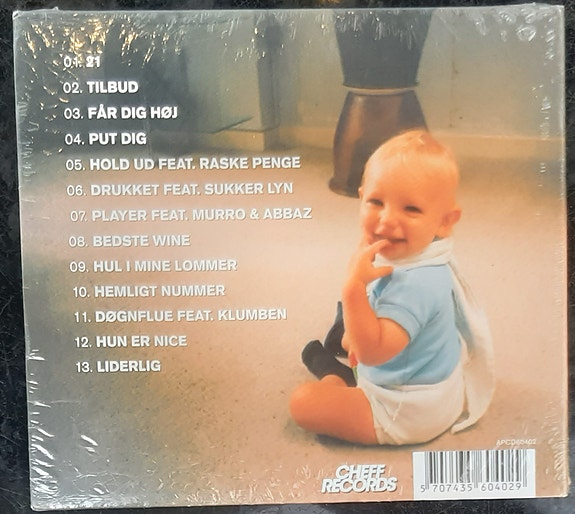 01. 21
02. TILBUD
03. FÅR DIG HØJ
04. PUT DIG
05. HOLD UD FEAT. RASKE PENGE
06. DRUKKET FEAT. SUKKER LYN
07. PLAYER FEAT. MURRO & ABBAZ
08. BEDSTE WINE
09. HUL I MINE LOMMER
10. HEMLIGT NUMMER
11. DØGNFLUE FEAT. KLUMBEN
12. HUN ER NICE
13. LIDERLIG
APCD60402
CHEFF
RECORDS
5 707435 604029